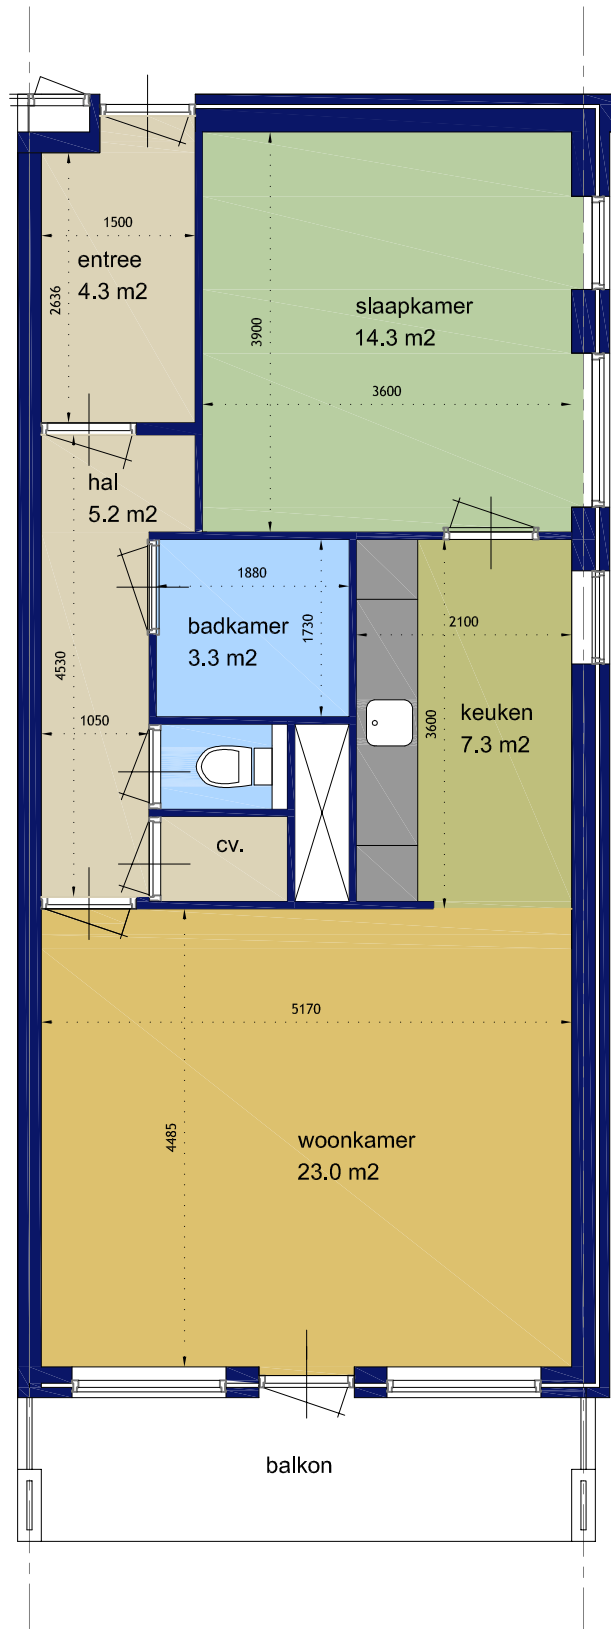 1500
entree
4.3 m2
2636
slaapkamer
14.3 m2
3900
3600
hal
5.2 m2
1880
badkamer
3.3 m2
1730
2100
keuken
7.3 m2
3600
4530
1050
cv.
5170
woonkamer
23.0 m2
4485
balkon